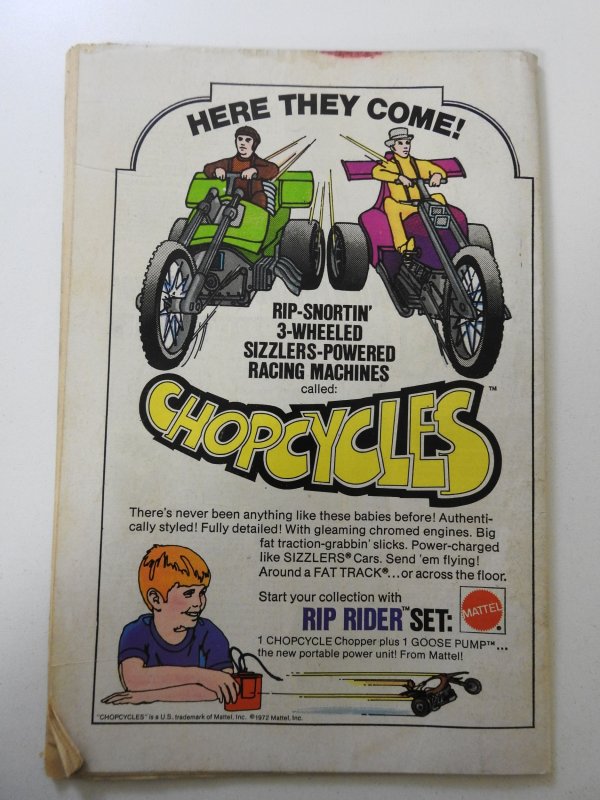 HERE THEY COME!
RIP-SNORTIN'
3-WHEELED
SIZZLERS-POWERED
RACING MACHINES
called:
CHOPCYCLES™
There's never been anything like these babies before! Authenti-
cally styled! Fully detailed! With gleaming chromed engines. Big
fat traction-grabbin' slicks. Power-charged
like SIZZLERS® Cars. Send 'em flying!
Around a FAT TRACK®...or across the floor.
Start your collection with
RIP RIDER™ SET:
MATTEL®
1 CHOPCYCLE Chopper plus 1 GOOSE PUMP™...
the new portable power unit! From Mattel!
"CHOPCYCLES" is a U.S. trademark of Mattel, Inc. ©1972 Mattel, Inc.